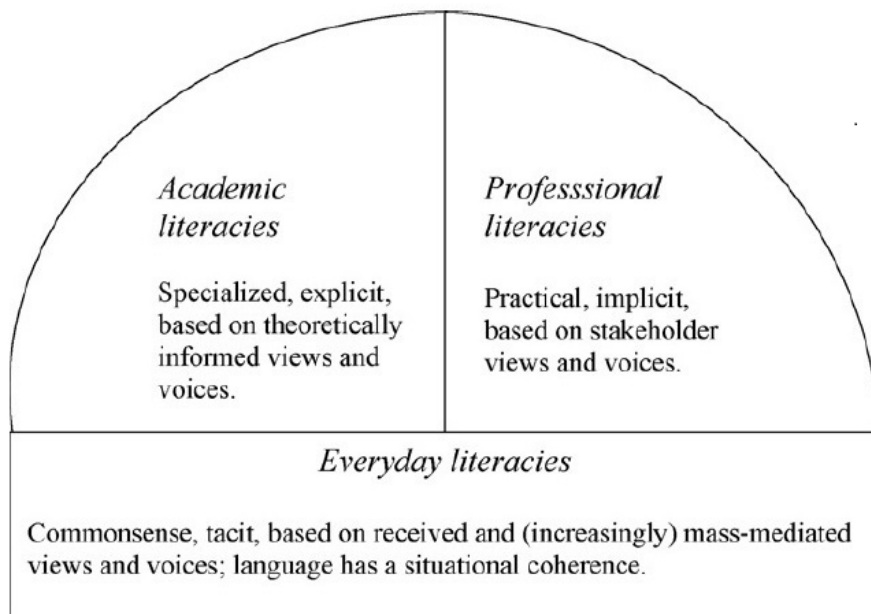 Academic
literacies
Specialized, explicit,
based on theoretically
informed views and
voices.
Professsional
literacies
Practical, implicit,
based on stakeholder
views and voices.
Everyday literacies
Commonsense, tacit, based on received and (increasingly) mass-mediated
views and voices; language has a situational coherence.